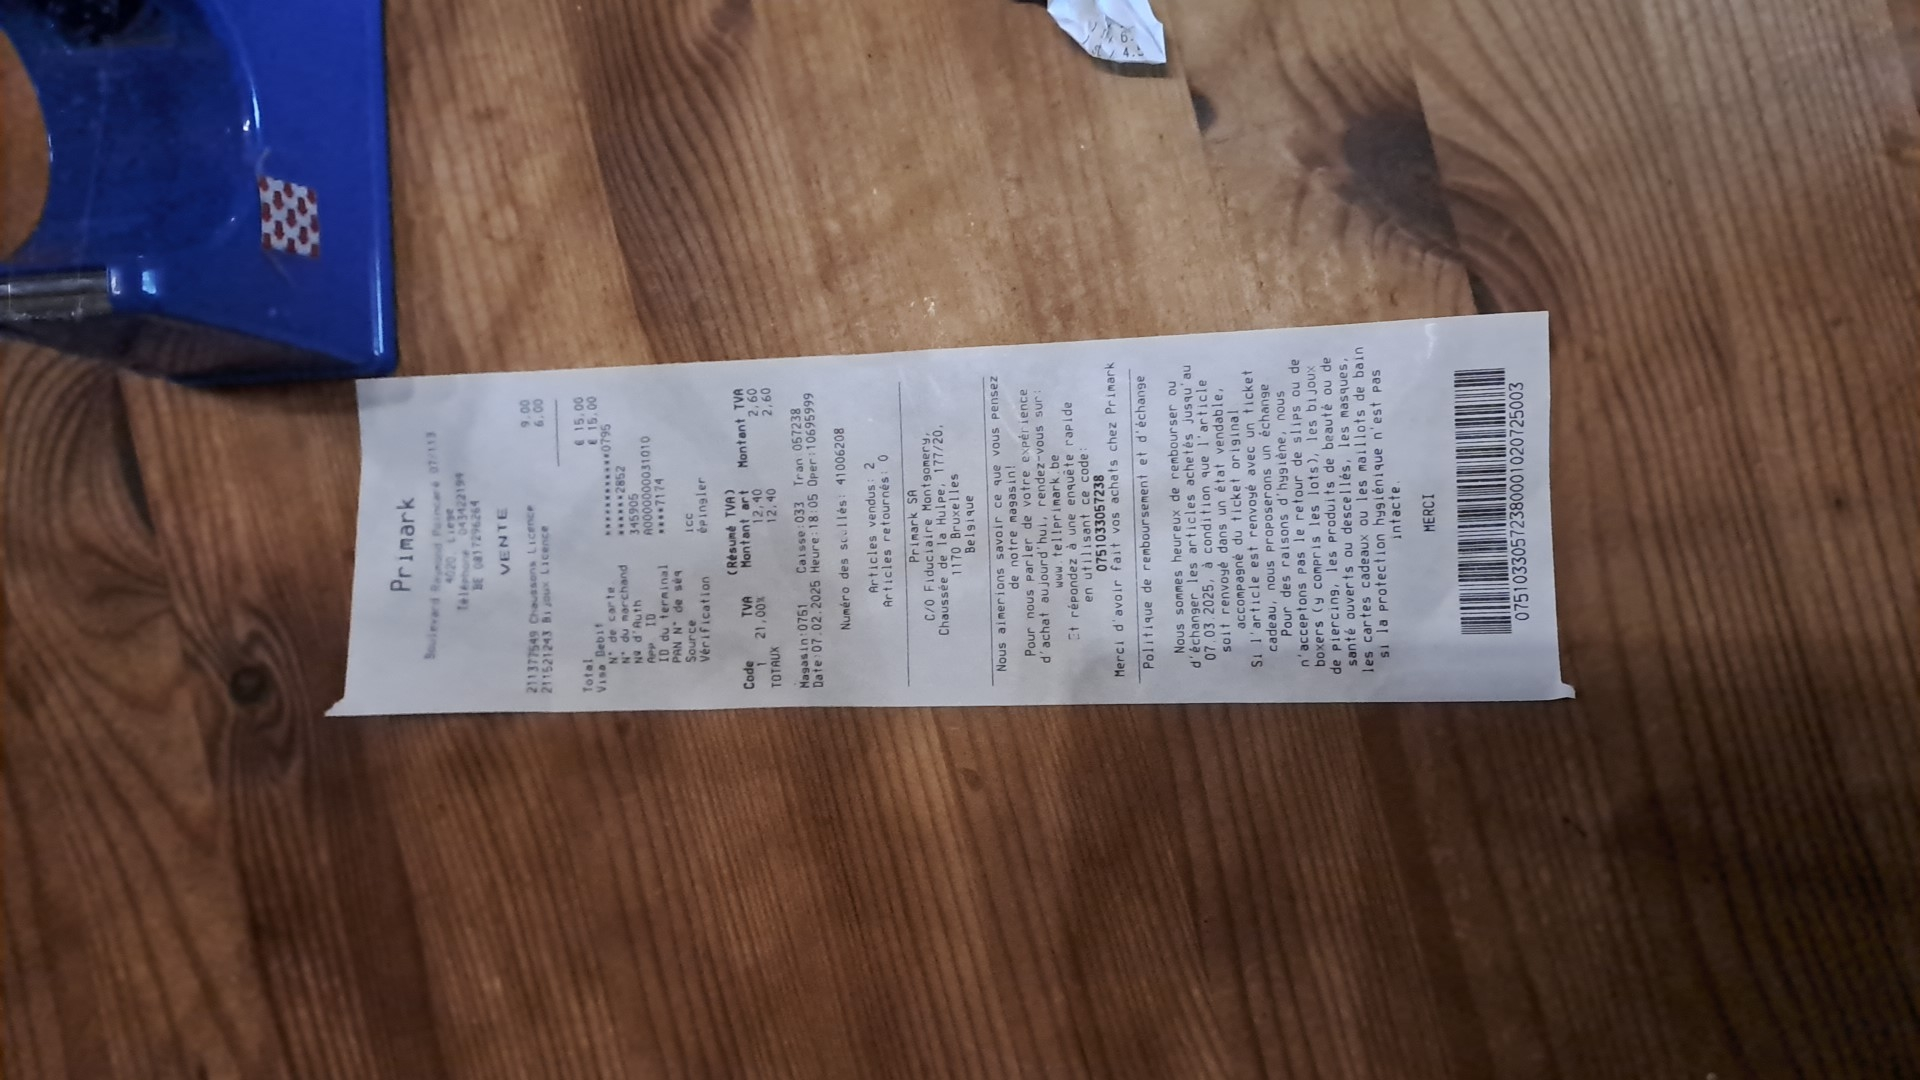 Primark
Boulevard Raymond Poincaré 07/113
4020 Liege
Téléphone 043422194
BE 0817296264
VENTE
211377549 Chaussons Licence 9.00
211521243 Bijoux Licence 6.00
Total € 15.00
Visa Debit € 15.00
N° de carte ************0795
N° du marchand *****2852
N° d'Auth 345905
App ID A0000000031010
ID du terminal ****7174
PAN N° de séq
Source icc
Vérification épingler
(Résumé TVA)
Code TVA Montant art Montant TVA
1 21,00% 12,40 2,60
TOTAUX 12,40 2,60
Magasin:0751 Caisse:033 Tran 057238
Date:07.02.2025 Heure:18:05 Oper:10695999
Numéro des scellés: 41006208
Articles vendus: 2
Articles retournés: 0
Primark SA
C/O Fiduciaire Montgomery,
Chaussée de la Hulpe, 177/20,
1170 Bruxelles
Belgique
Nous aimerions savoir ce que vous pensez
de notre magasin!
Pour nous parler de votre expérience
d'achat aujourd'hui, rendez-vous sur:
www.tellprimark.be
Et répondez à une enquête rapide
en utilisant ce code:
0751033057238
Merci d'avoir fait vos achats chez Primark
Politique de remboursement et d'échange
Nous sommes heureux de rembourser ou
d'échanger les articles achetés jusqu'au
07.03.2025, à condition que l'article
soit renvoyé dans un état vendable,
accompagné du ticket original
Si l'article est renvoyé avec un ticket
cadeau, nous proposerons un échange
Pour des raisons d'hygiène, nous
n'acceptons pas le retour de slips ou de
boxers (y compris les lots), les bijoux
de piercing, les produits de beauté ou de
santé ouverts ou descellés, les masques,
les cartes cadeaux ou les maillots de bain
si la protection hygiénique n'est pas
intacte.
MERCI
0751033057238000102070725003